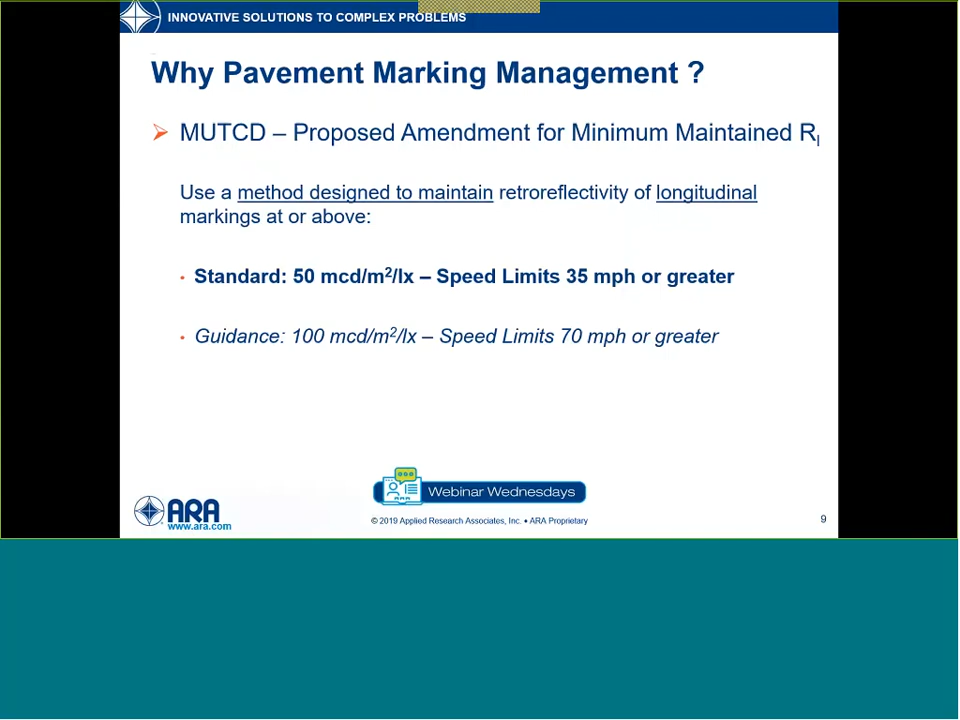 INNOVATIVE SOLUTIONS TO COMPLEX PROBLEMS
Why Pavement Marking Management ?
MUTCD – Proposed Amendment for Minimum Maintained Rl
Use a method designed to maintain retroreflectivity of longitudinal
markings at or above:
• Standard: 50 mcd/m²/lx – Speed Limits 35 mph or greater
• Guidance: 100 mcd/m²/lx – Speed Limits 70 mph or greater
Webinar Wednesdays
ARA
www.ara.com
© 2019 Applied Research Associates, Inc. • ARA Proprietary
9